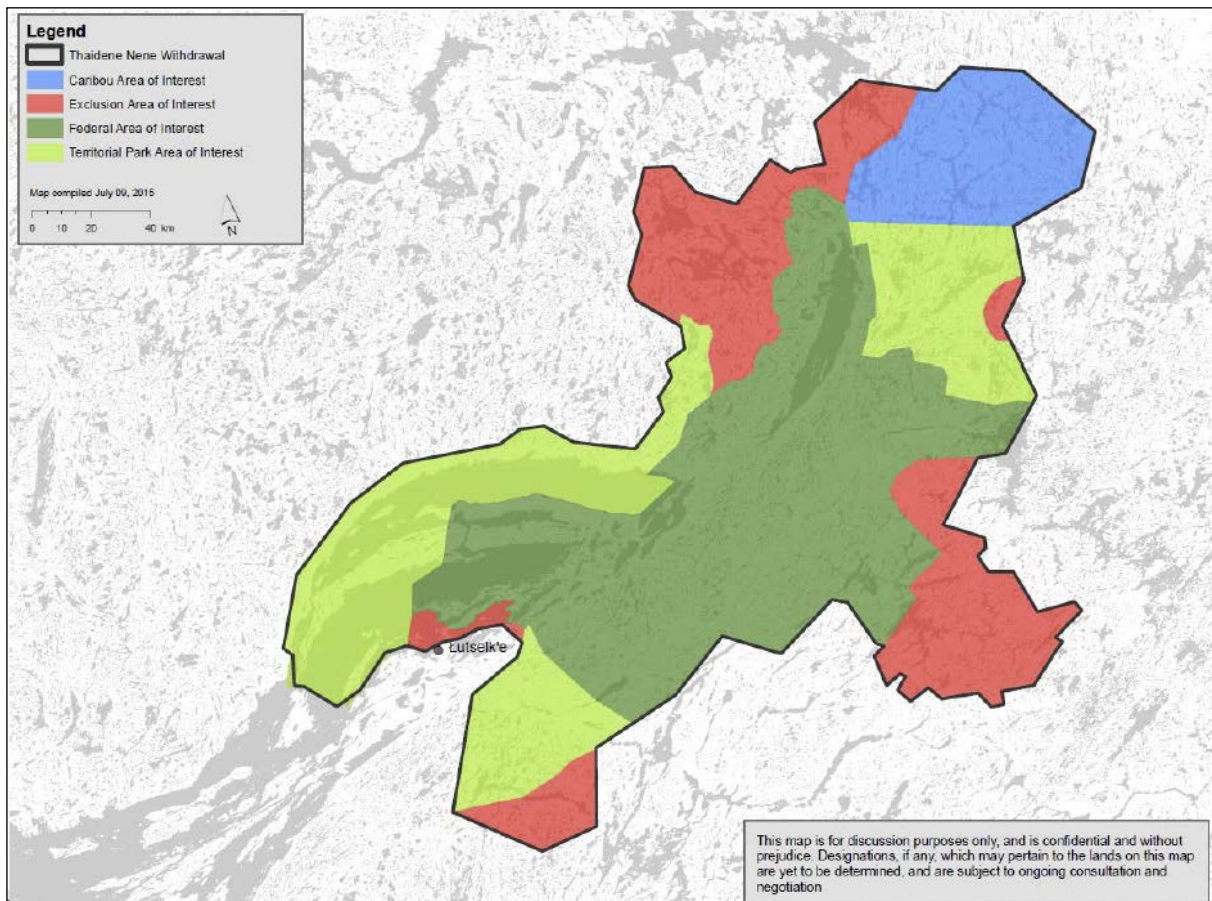 Legend
Thaidene Nene Withdrawal
Caribou Area of Interest
Exclusion Area of Interest
Federal Area of Interest
Territorial Park Area of Interest
Map compiled July 09, 2015
0 10 20 40 km
N
Łutselk'e
This map is for discussion purposes only, and is confidential and without
prejudice. Designations, if any, which may pertain to the lands on this map
are yet to be determined, and are subject to ongoing consultation and
negotiation